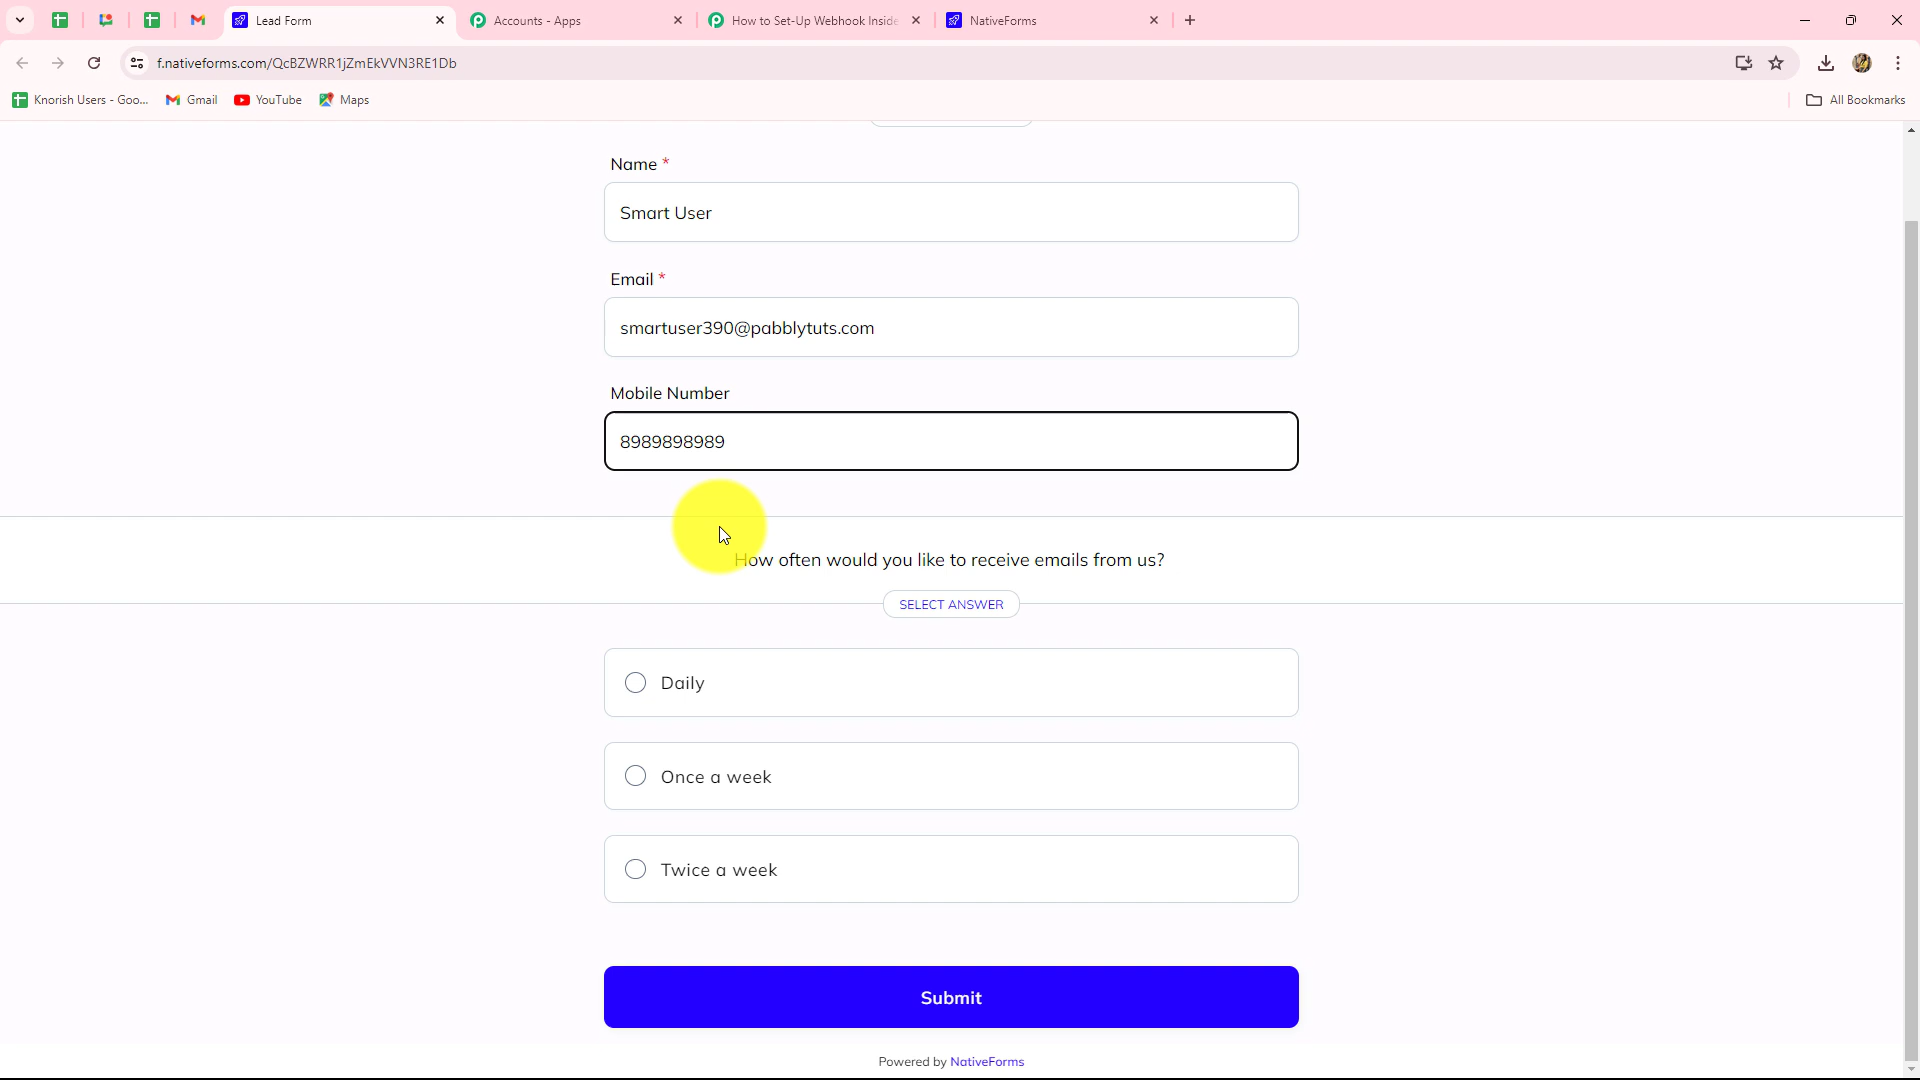 Lead Form
Accounts - Apps
How to Set-Up Webhook Inside
NativeForms
f.nativeforms.com/QcBZWRR1jZmEkVVN3RE1Db
Knorish Users - Goo...
Gmail
YouTube
Maps
All Bookmarks
Name *
Smart User
Email *
smartuser390@pabblytuts.com
Mobile Number
8989898989
How often would you like to receive emails from us?
SELECT ANSWER
Daily
Once a week
Twice a week
Submit
Powered by NativeForms